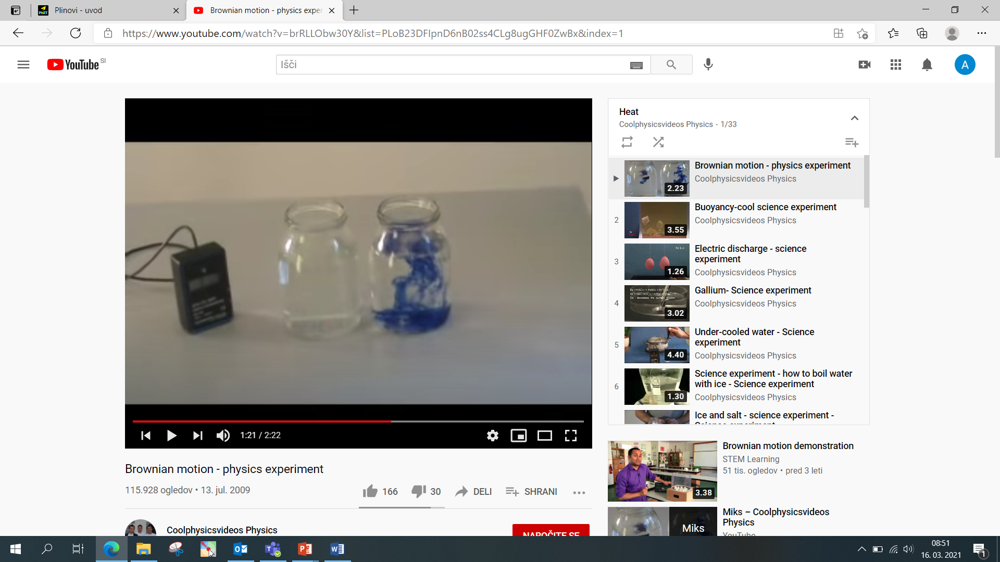 Plinovi - uvod
Brownian motion - physics exper
https://www.youtube.com/watch?v=brRLLObw30Y&list=PLoB23DFIpnD6nB02ss4CLg8ugGHF0ZwBx&index=1
YouTube SI
Išči
A
Heat
Coolphysicsvideos Physics - 1/33
Brownian motion - physics experiment
Coolphysicsvideos Physics
2.23
2
Buoyancy-cool science experiment
Coolphysicsvideos Physics
3.55
3
Electric discharge - science
experiment
Coolphysicsvideos Physics
1.26
4
Gallium- Science experiment
Coolphysicsvideos Physics
3.02
5
Under-cooled water - Science
experiment
Coolphysicsvideos Physics
4.40
6
Science experiment - how to boil water
with ice - Science experiment
Coolphysicsvideos Physics
1.30
Ice and salt - science experiment -
Science experiment
1:21 / 2:22
Brownian motion - physics experiment
115.928 ogledov • 13. jul. 2009
166
30
DELI
SHRANI
Coolphysicsvideos Physics
NAROČITE SE
Brownian motion demonstration
STEM Learning
51 tis. ogledov • pred 3 leti
3.38
Miks – Coolphysicsvideos
Physics
YouTube
Miks
08:51
16. 03. 2021
1